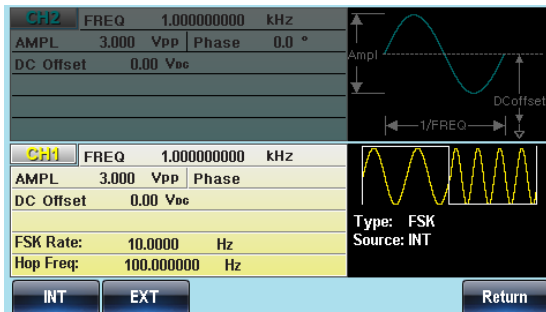 CH2 FREQ 1.000000000 kHz
AMPL 3.000 Vpp Phase 0.0 °
DC Offset 0.00 VDC
Ampl
DCoffset
1/FREQ
CH1 FREQ 1.000000000 kHz
AMPL 3.000 Vpp Phase
DC Offset 0.00 VDC
FSK Rate: 10.0000 Hz
Hop Freq: 100.000000 Hz
Type: FSK
Source: INT
INT EXT Return